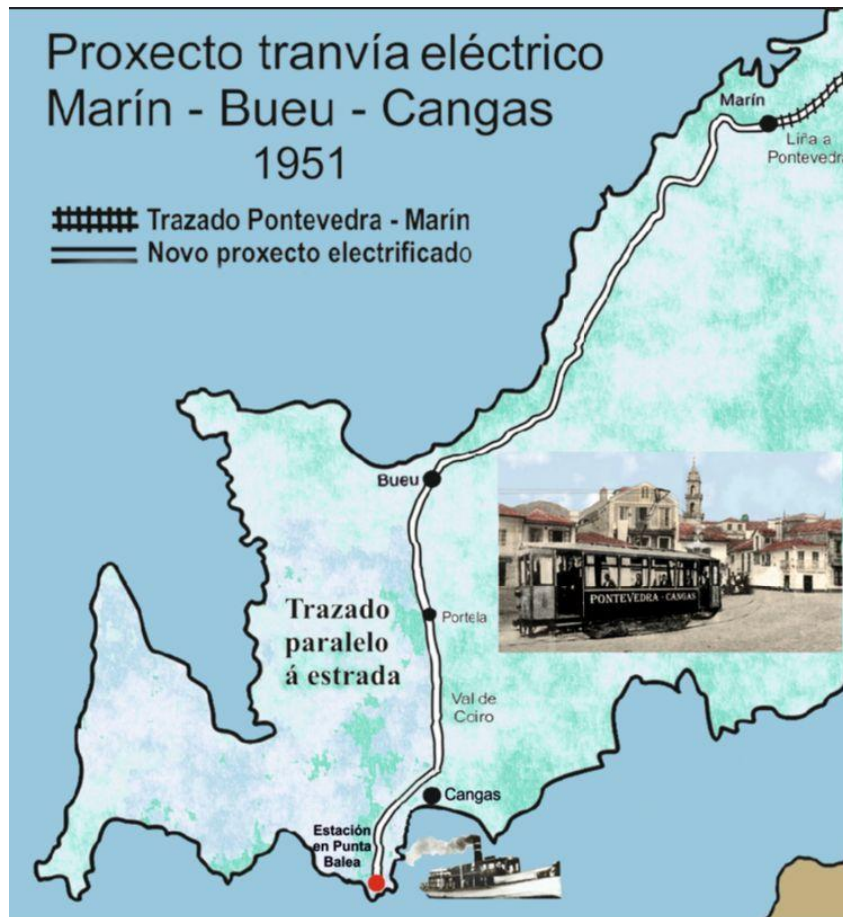 Proxecto tranvía eléctrico
Marín - Bueu - Cangas
1951
Trazado Pontevedra - Marín
Novo proxecto electrificado
Marín
Liña a
Pontevedra
Bueu
PONTEVEDRA - CANGAS
Trazado
paralelo
á estrada
Portela
Val de
Coiro
Cangas
Estación
en Punta
Balea